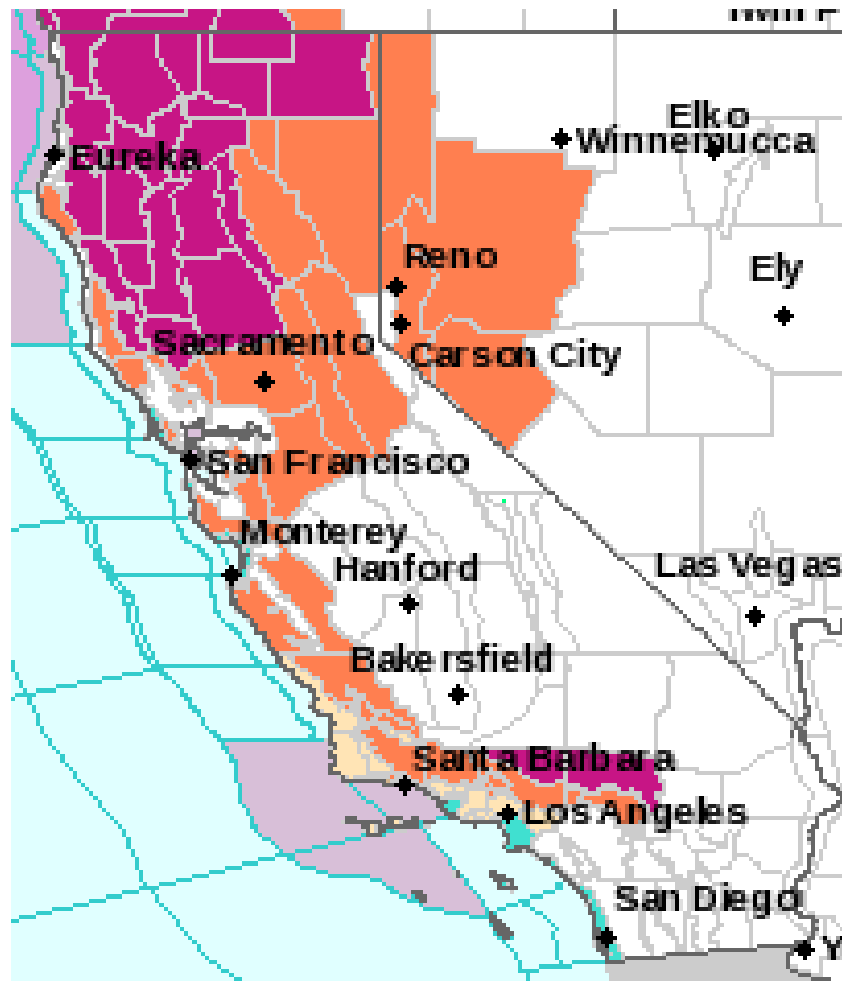 Elko
Winnemucca
Eureka
Reno
Ely
Sacramento
Carson City
San Francisco
Monterey
Hanford
Las Vegas
Bakersfield
Santa Barbara
Los Angeles
San Diego
Y